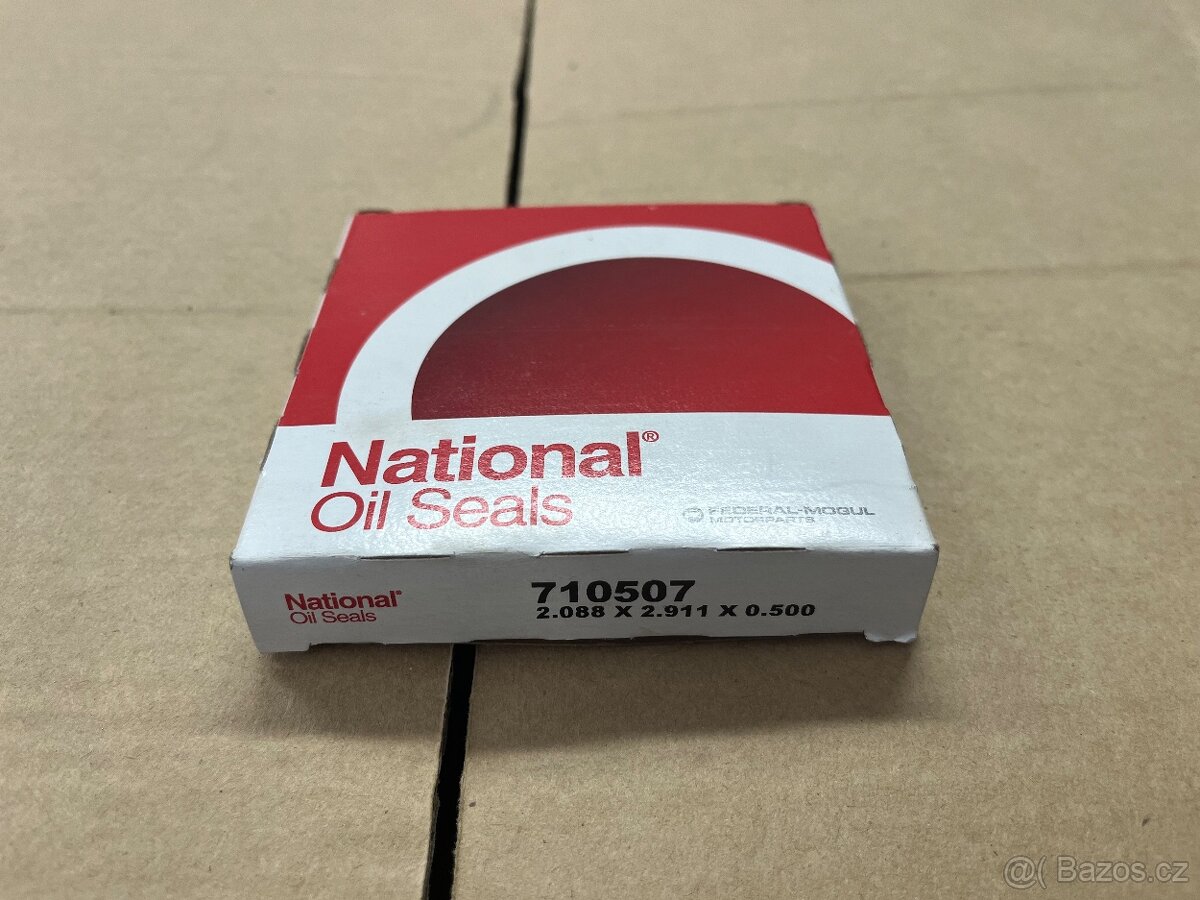 National®
Oil Seals
FEDERAL-MOGUL
MOTORPARTS
National®
Oil Seals
710507
2.088 X 2.911 X 0.500
@( Bazos.cz